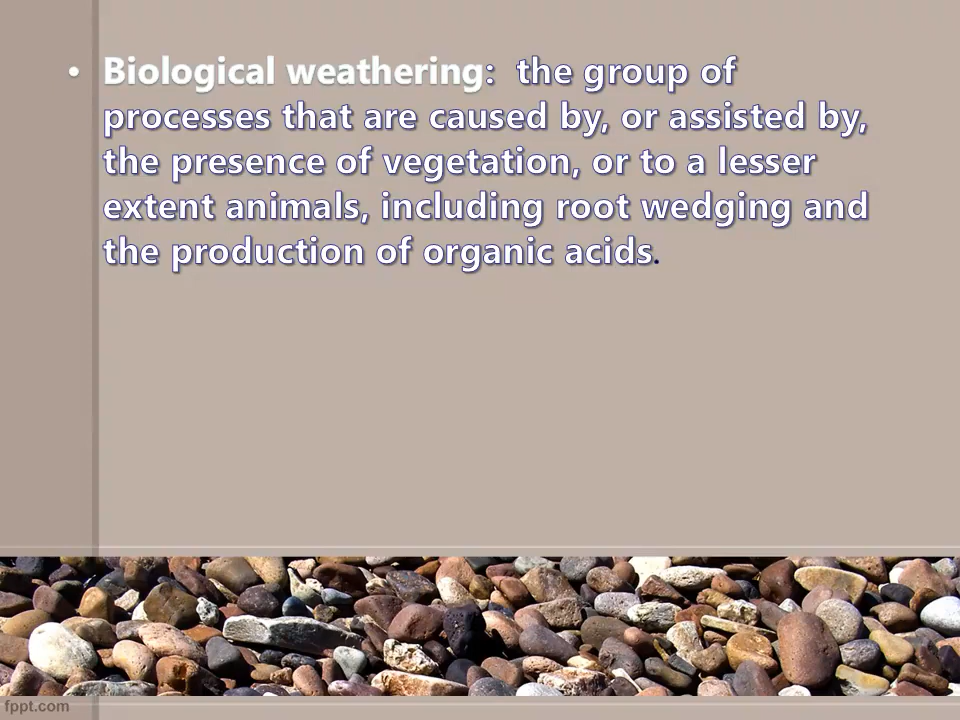 • Biological weathering:  the group of
processes that are caused by, or assisted by,
the presence of vegetation, or to a lesser
extent animals, including root wedging and
the production of organic acids.
fppt.com